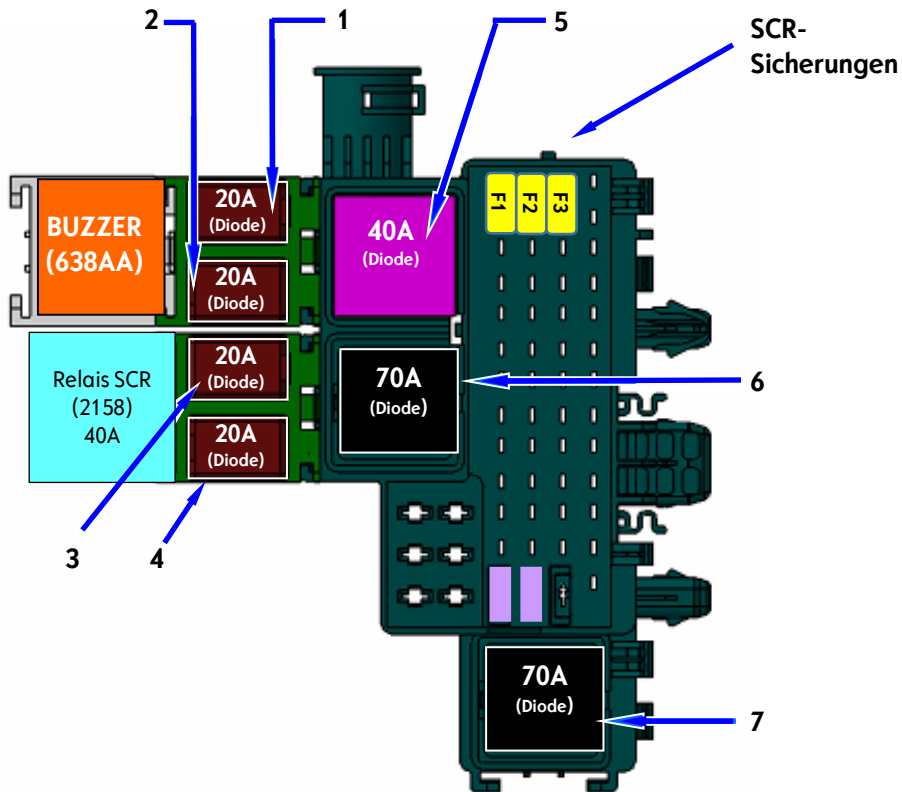 2
1
5
SCR-
Sicherungen
BUZZER
(638AA)
20A
(Diode)
20A
(Diode)
40A
(Diode)
F1
F2
F3
Relais SCR
(2158)
40A
20A
(Diode)
20A
(Diode)
70A
(Diode)
6
3
4
70A
(Diode)
7